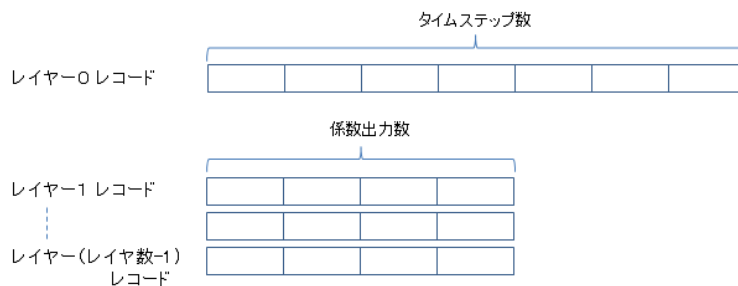 タイムステップ数
レイヤー0 レコード
係数出力数
レイヤー1 レコード
レイヤー(レイヤ数-1)
レコード